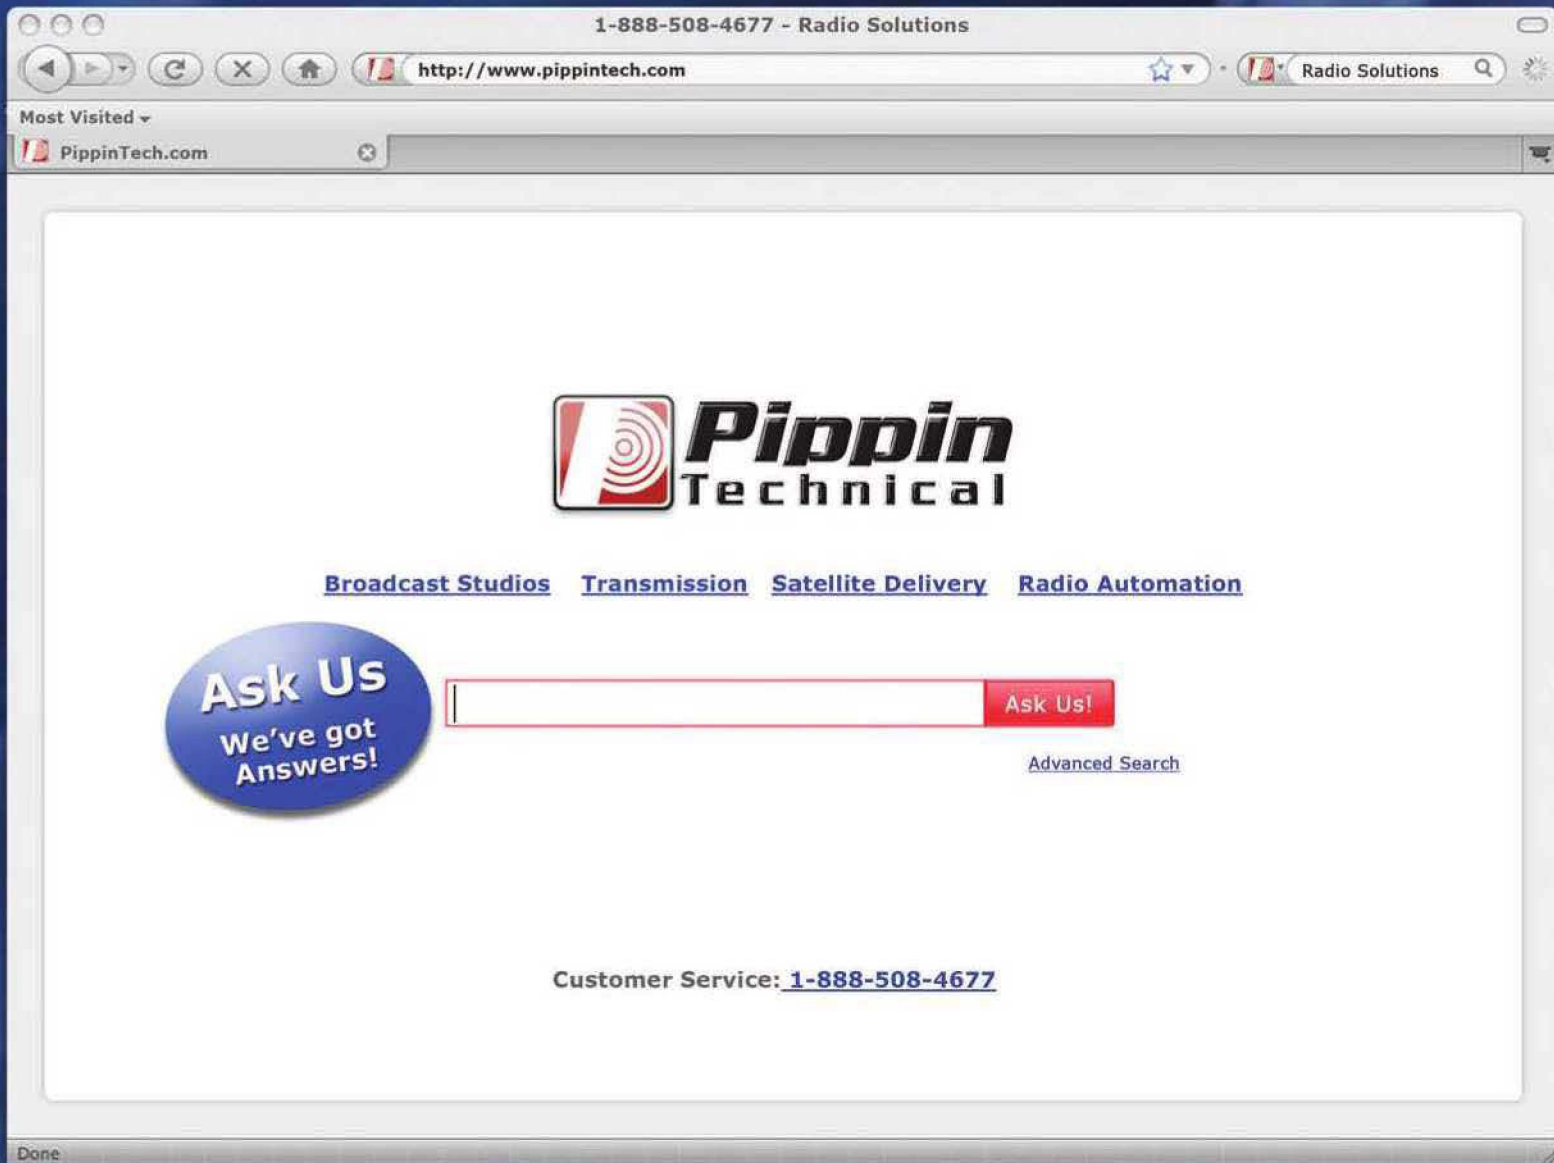 1-888-508-4677 - Radio Solutions
http://www.pippintech.com
Radio Solutions
Most Visited
PippinTech.com
Pippin
Technical
Broadcast Studios Transmission Satellite Delivery Radio Automation
Ask Us
We've got
Answers!
Ask Us!
Advanced Search
Customer Service: 1-888-508-4677
Done